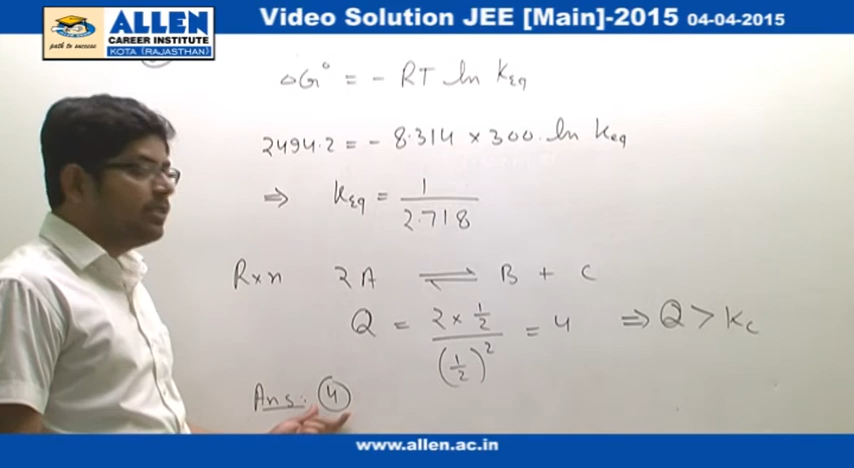 Video Solution JEE [Main]-2015 04-04-2015
ALLEN
CAREER INSTITUTE
KOTA (RAJASTHAN)
path to success
ΔG° = - RT ln KEq
2494.2 = - 8.314 × 300. ln Keq
⇒ KEq = 1 / 2.718
Rxn 2A ⇌ B + C
Q = 2 × 1/2 / (1/2)² = 4 ⇒ Q > Kc
Ans: (4)
www.allen.ac.in